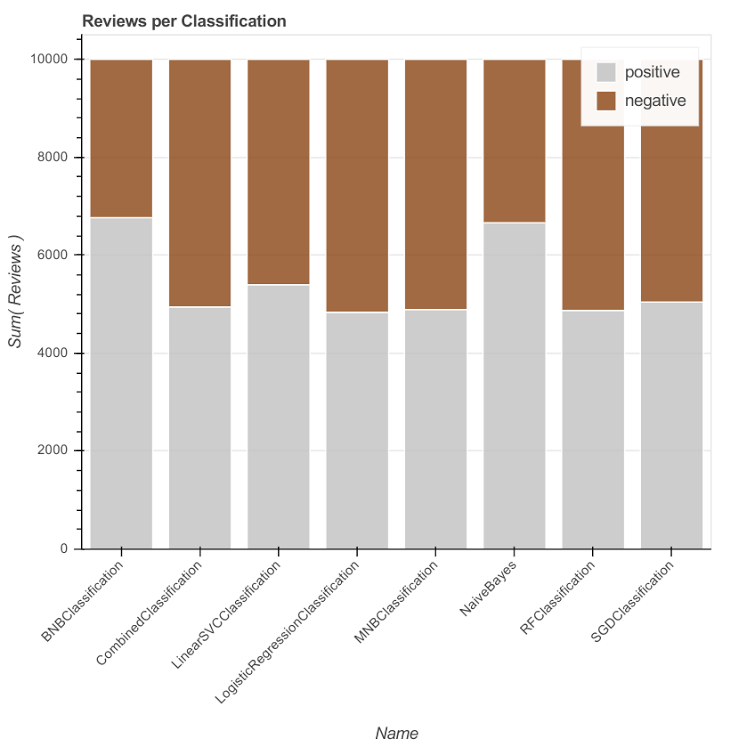 Reviews per Classification
positive
negative
10000
8000
6000
4000
2000
0
Sum( Reviews )
BNBClassification
CombinedClassification
LinearSVCClassification
LogisticRegressionClassification
MNBClassification
NaiveBayes
RFClassification
SGDClassification
Name